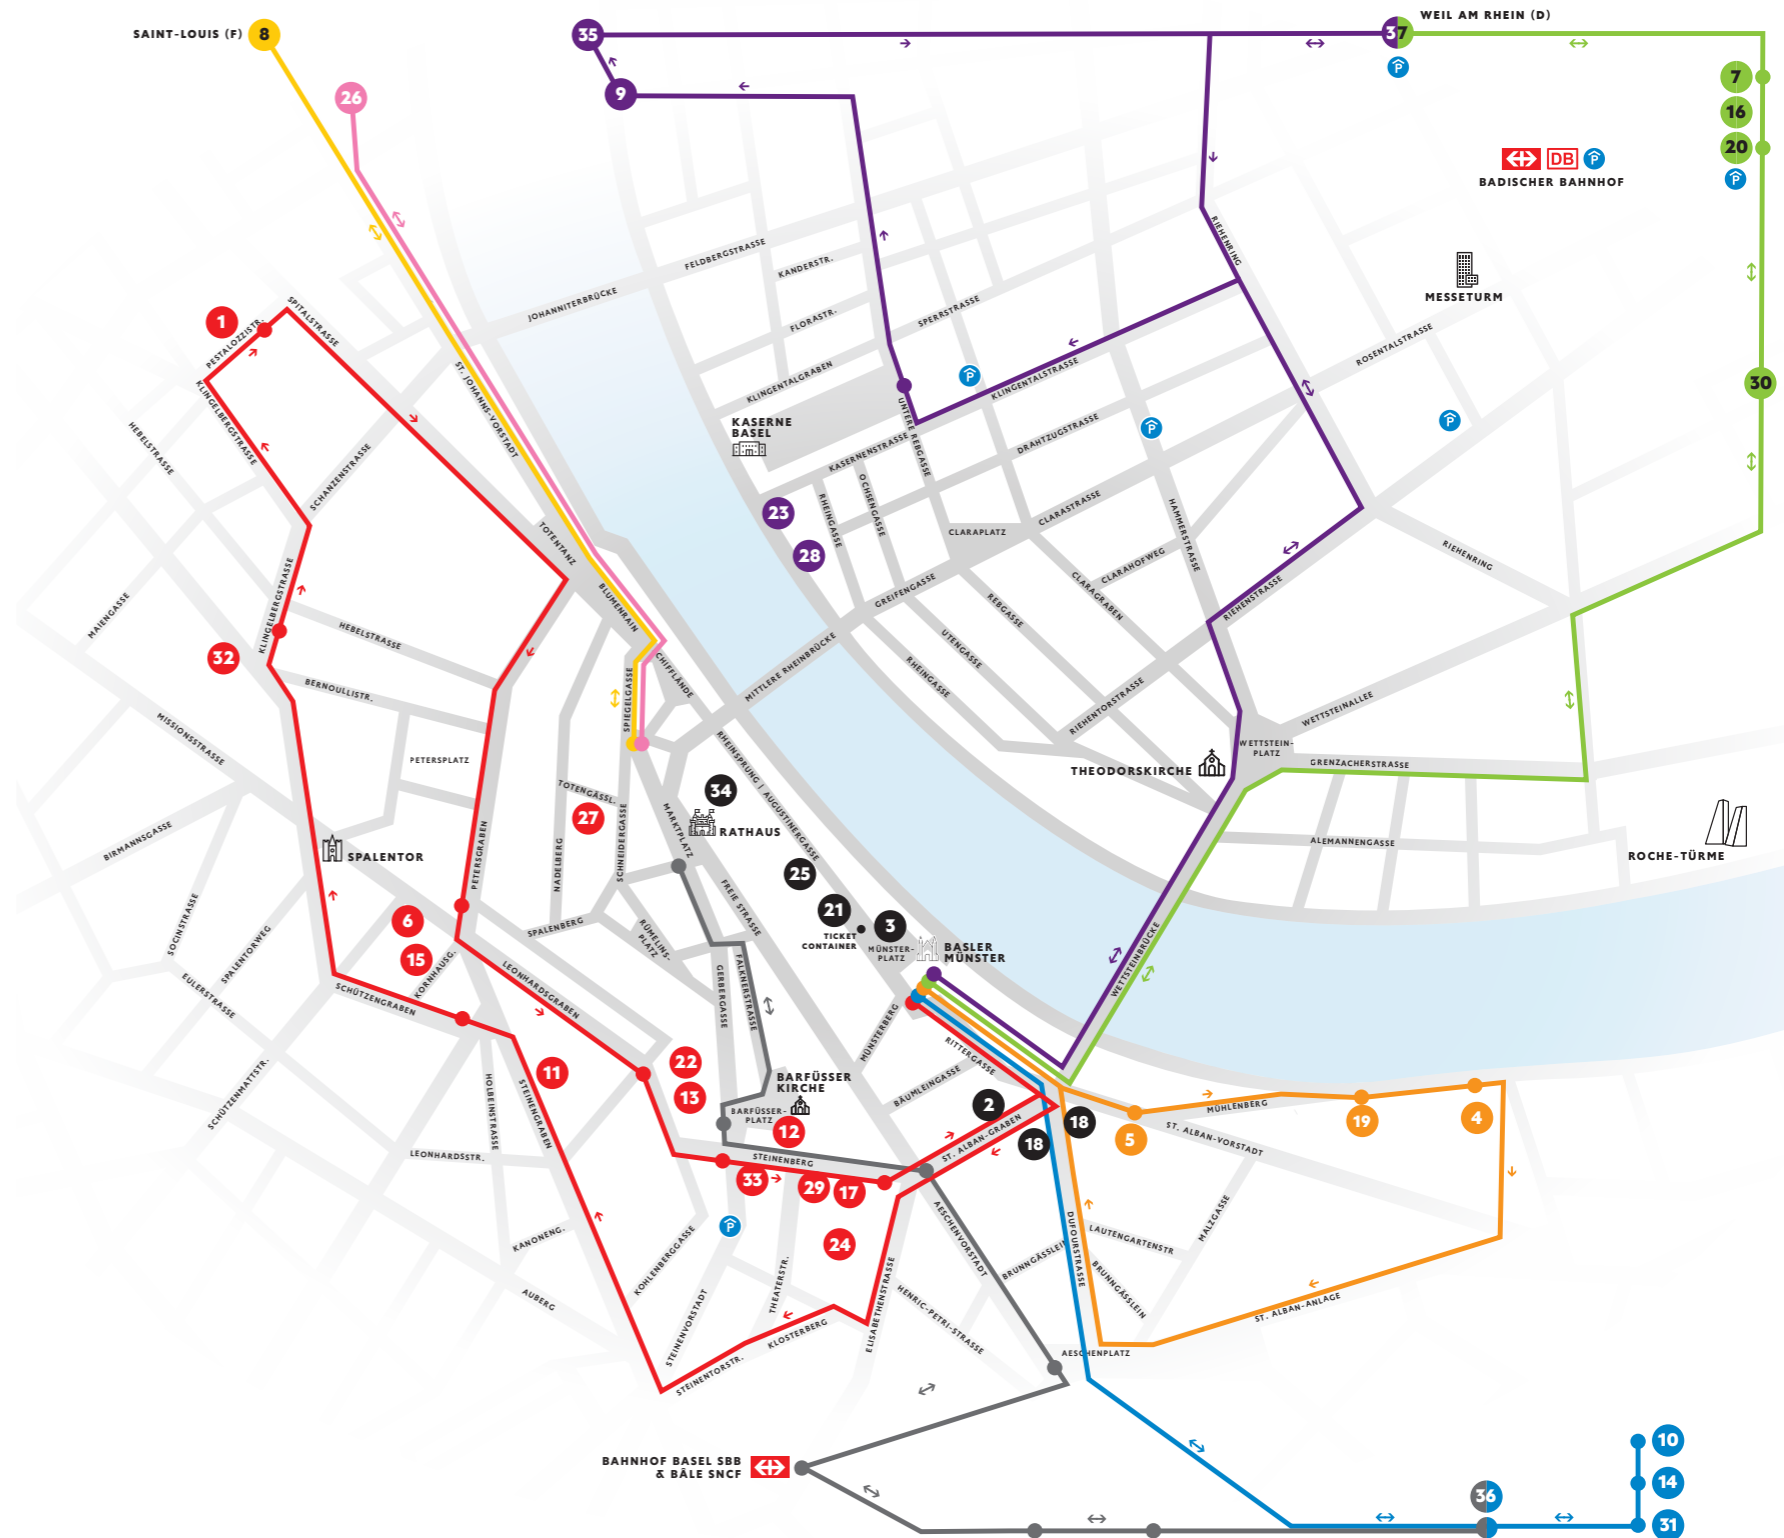 WEIL AM RHEIN (D)
SAINT-LOUIS (F)
8
35
37
26
9
7
16
20
DB
BADISCHER BAHNHOF
RIEHENRING
FELDBERGSTRASSE
KANDERSTR.
JOHANNITERBRÜCKE
MESSETURM
SPITALSTRASSE
1
PESTALOZZISTR.
FLORASTR.
SPERRSTRASSE
ROSENTALSTRASSE
30
ST. JOHANNS-VORSTADT
KLINGENTALGRABEN
KLINGENTALSTRASSE
KLINGELBERGSTRASSE
HEBELSTRASSE
SCHANZENSTRASSE
KASERNE
BASEL
KASERNENSTRASSE
UNTERE REBGASSE
DRAHTZUGSTRASSE
23
28
RHEINGASSE
OCHSENGASSE
CLARAPLATZ
CLARASTRASSE
HAMMERSTRASSE
RIEHENRING
TOTENTANZ
BLUMENRAIN
KLINGELBERGSTRASSE
MAIENGASSE
HEBELSTRASSE
GREIFENGASSE
REBGASSE
CLARAGRABEN
CLARAHOFWEG
RIEHENSTRASSE
32
BERNOULLISTR.
SPIEGELGASSE
SCHIFFLÄNDE
MITTLERE RHEINBRÜCKE
UTENGASSE
RHEINGASSE
RIEHENTORSTRASSE
WETTSTEINALLEE
MISSIONSSTRASSE
PETERSPLATZ
WETTSTEIN-
PLATZ
THEODORSKIRCHE
GRENZACHERSTRASSE
RHEINSPRUNG | AUGUSTINERGASSE
TOTENGÄSSL.
27
34
RATHAUS
MARKTPLATZ
BIRMANNSGASSE
SPALENTOR
PETERSGRABEN
NADELBERG
SCHNEIDERGASSE
ALEMANNENGASSE
ROCHE-TÜRME
25
FREIE STRASSE
21
TICKET
CONTAINER
3
MÜNSTER-
PLATZ
BASLER
MÜNSTER
SOCINSTRASSE
SPALENTORWEG
6
15
SPALENBERG
RÜMELINS-
PLATZ
KORNHAUSG.
LEONHARDSGRABEN
GERBERGASSE
FALKNERSTRASSE
WETTSTEINBRÜCKE
EULERSTRASSE
SCHÜTZENGRABEN
MÜNSTERBERG
RITTERGASSE
SCHÜTZENMATTSTR.
11
22
13
BARFÜSSER
KIRCHE
BARFÜSSER-
PLATZ
12
BÄUMLEINGASSE
2
18
18
MÜHLENBERG
5
19
4
HOLBEINSTRASSE
STEINENGRABEN
LEONHARDSSTR.
STEINENBERG
ST. ALBAN-GRABEN
ST. ALBAN-VORSTADT
33
29
17
24
KANONENG.
KOHLENBERGGASSE
AESCHENVORSTADT
DUFOURSTRASSE
LAUTENGARTENSTR
MALZGASSE
BRUNNGÄSSLEIN
BRUNNGÄSSLEIN
AUBERG
STEINENVORSTADT
THEATERSTR.
ELISABETHENSTRASSE
HENRIC-PETRI-STRASSE
ST. ALBAN-ANLAGE
KLOSTERBERG
STEINENTORSTR.
AESCHENPLATZ
BAHNHOF BASEL SBB
& BÂLE SNCF
10
14
36
31